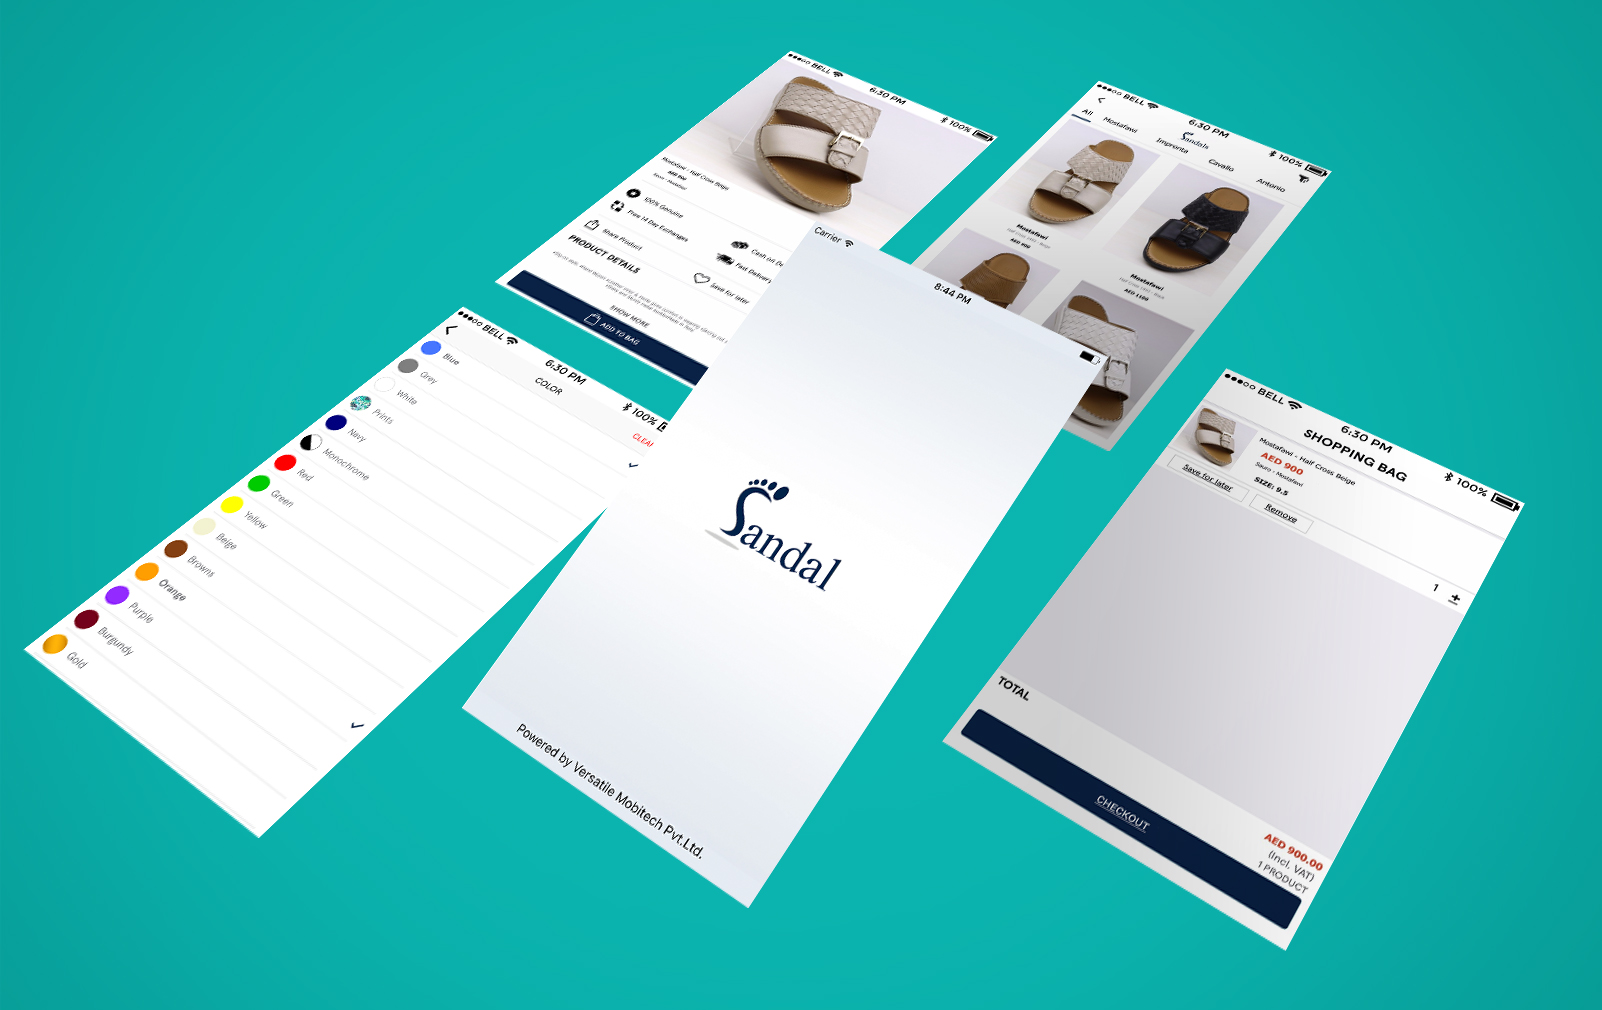 BELL
6:30 PM
100%
Mostafawi - Half Cross Beige
AED 900
Sauro - Mostafawi
100% Genuine
Free 14 Day Exchanges
Share Product
Cash on De
Fast Delivery
Save for later
PRODUCT DETAILS
SHOW MORE
ADD TO BAG
BELL
6:30 PM
100%
Sandals
All
Mostafawi
Imprenta
Cavallo
Antonio
Mostafawi
AED 900
Mostafawi
AED 1100
BELL
6:30 PM
100%
COLOR
CLEAR
Blue
Grey
White
Prints
Navy
Monochrome
Red
Green
Yellow
Beige
Browns
Orange
Purple
Burgundy
Gold
Carrier
8:44 PM
Sandal
Powered by Versatile Mobitech Pvt.Ltd.
BELL
6:30 PM
100%
SHOPPING BAG
Mostafawi - Half Cross Beige
AED 900
Sauro - Mostafawi
SIZE: 9.5
Save for later
Remove
1
TOTAL
AED 900.00
(Incl. VAT)
1 PRODUCT
CHECKOUT